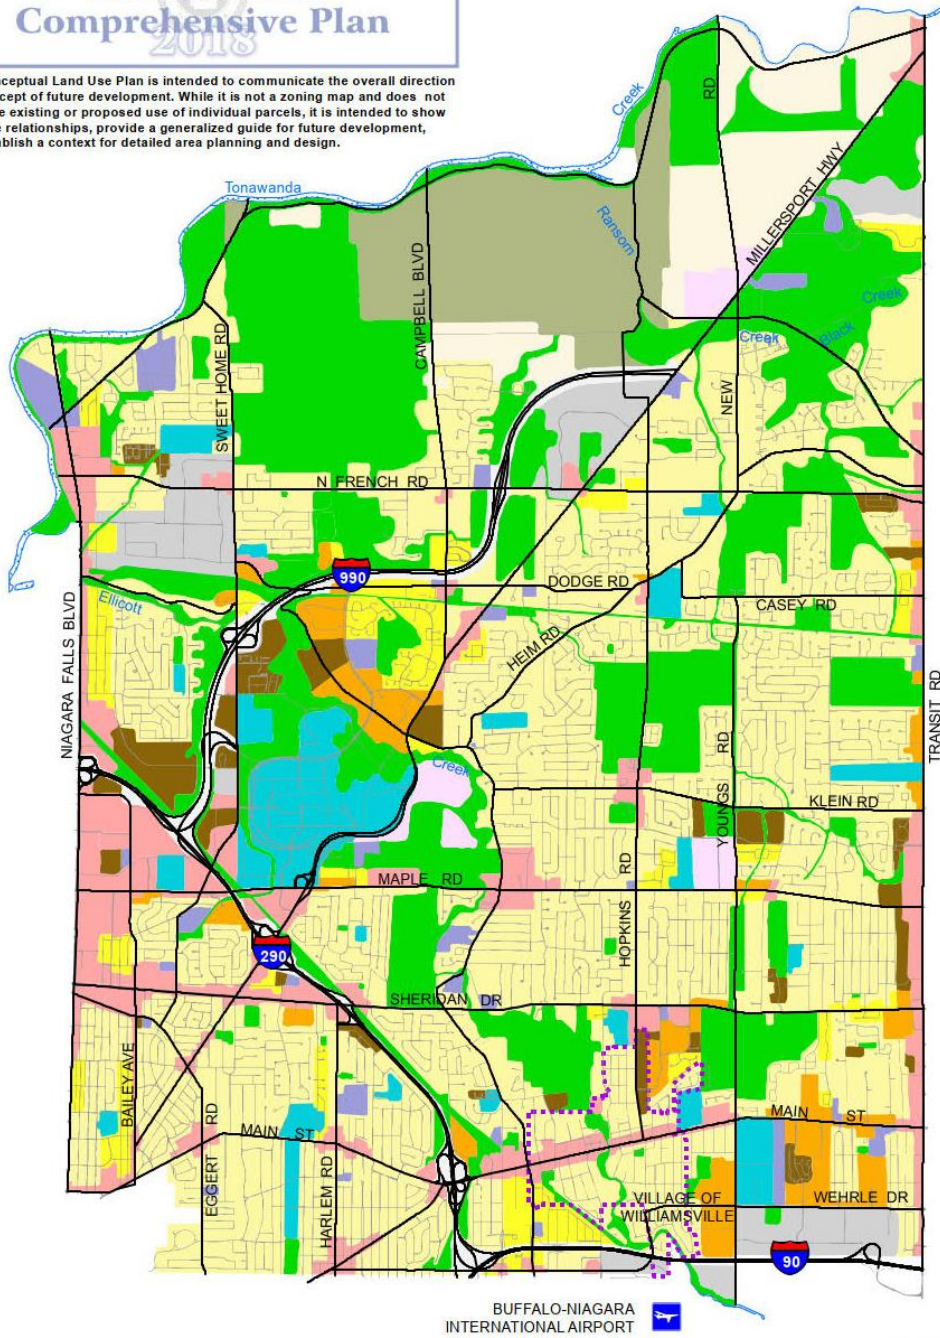 Comprehensive Plan
2018
ceptual Land Use Plan is intended to communicate the overall direction
cept of future development. While it is not a zoning map and does not
e existing or proposed use of individual parcels, it is intended to show
e relationships, provide a generalized guide for future development,
ablish a context for detailed area planning and design.
Creek
RD
Tonawanda
MILLERSPORT HWY
Ransom
CAMPBELL BLVD
Creek
Creek
Black
SWEET HOME RD
NEW
N FRENCH RD
990
DODGE RD
Ellicott
CASEY RD
NIAGARA FALLS BLVD
HEIM RD
TRANSIT RD
Creek
YOUNGS RD
KLEIN RD
MAPLE RD
HOPKINS RD
290
SHERIDAN DR
BAILEY AVE
MAIN ST
MAIN ST
EGGERT RD
HARLEM RD
VILLAGE OF
WILLIAMSVILLE
WEHRLE DR
90
BUFFALO-NIAGARA
INTERNATIONAL AIRPORT